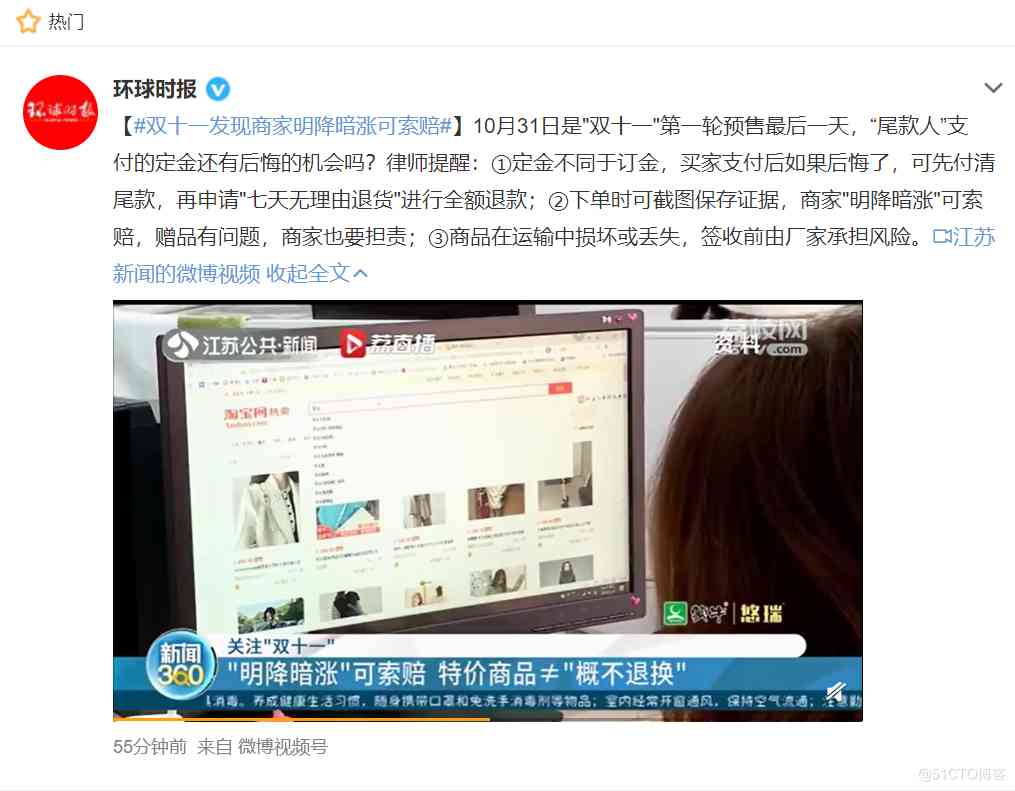 热门
环球时报
【#双十一发现商家明降暗涨可索赔#】10月31日是"双十一"第一轮预售最后一天，“尾款人”支
付的定金还有后悔的机会吗？律师提醒：①定金不同于订金，买家支付后如果后悔了，可先付清
尾款，再申请"七天无理由退货"进行全额退款；②下单时可截图保存证据，商家"明降暗涨"可索
赔，赠品有问题，商家也要担责；③商品在运输中损坏或丢失，签收前由厂家承担风险。江苏
新闻的微博视频 收起全文
江苏公共·新闻 荔直播
荔枝网
资料 .com
淘宝网热卖
蒙牛 悠瑞
新闻360
关注"双十一"
"明降暗涨"可索赔 特价商品≠"概不退换"
消毒。养成健康生活习惯，随身携带口罩和免洗手消毒剂等物品；室内经常开窗通风，保持空气流通；注意勤
55分钟前 来自 微博视频号
@51CTO博客